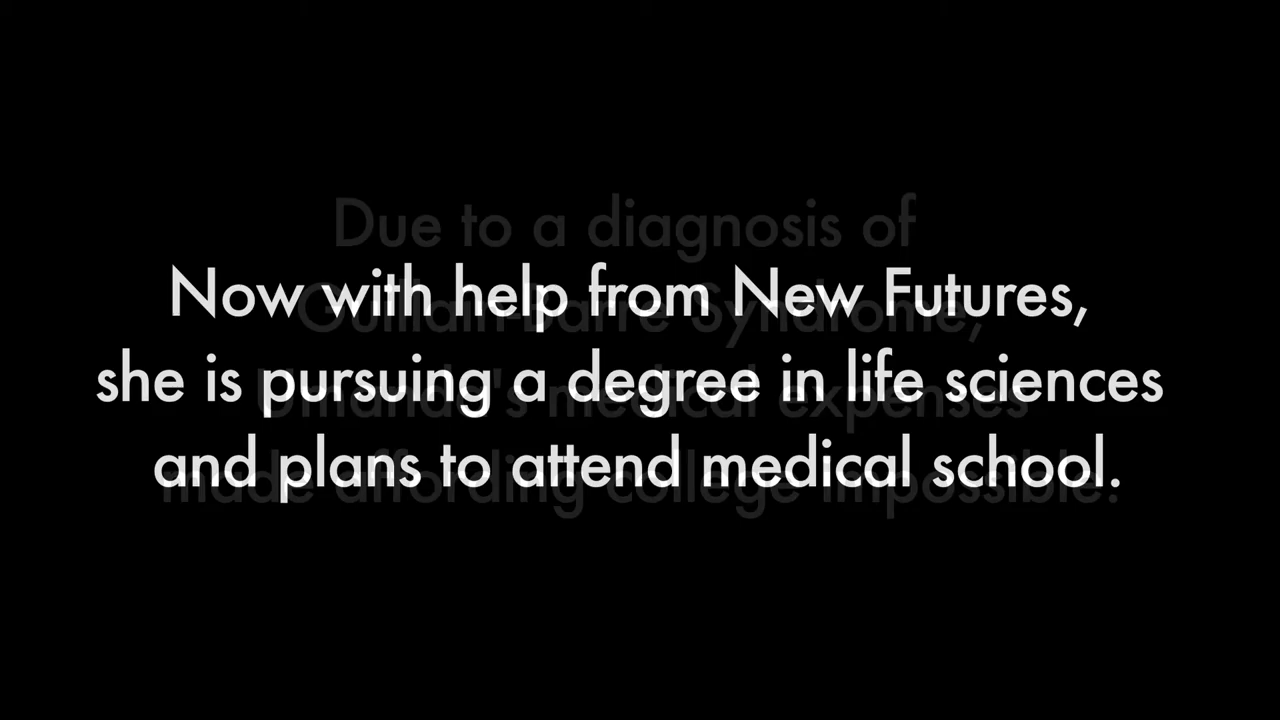 Due to a diagnosis of
Guillain-Barre Syndrome,
medical expenses
made affording college impossible.
Now with help from New Futures,
she is pursuing a degree in life sciences
and plans to attend medical school.